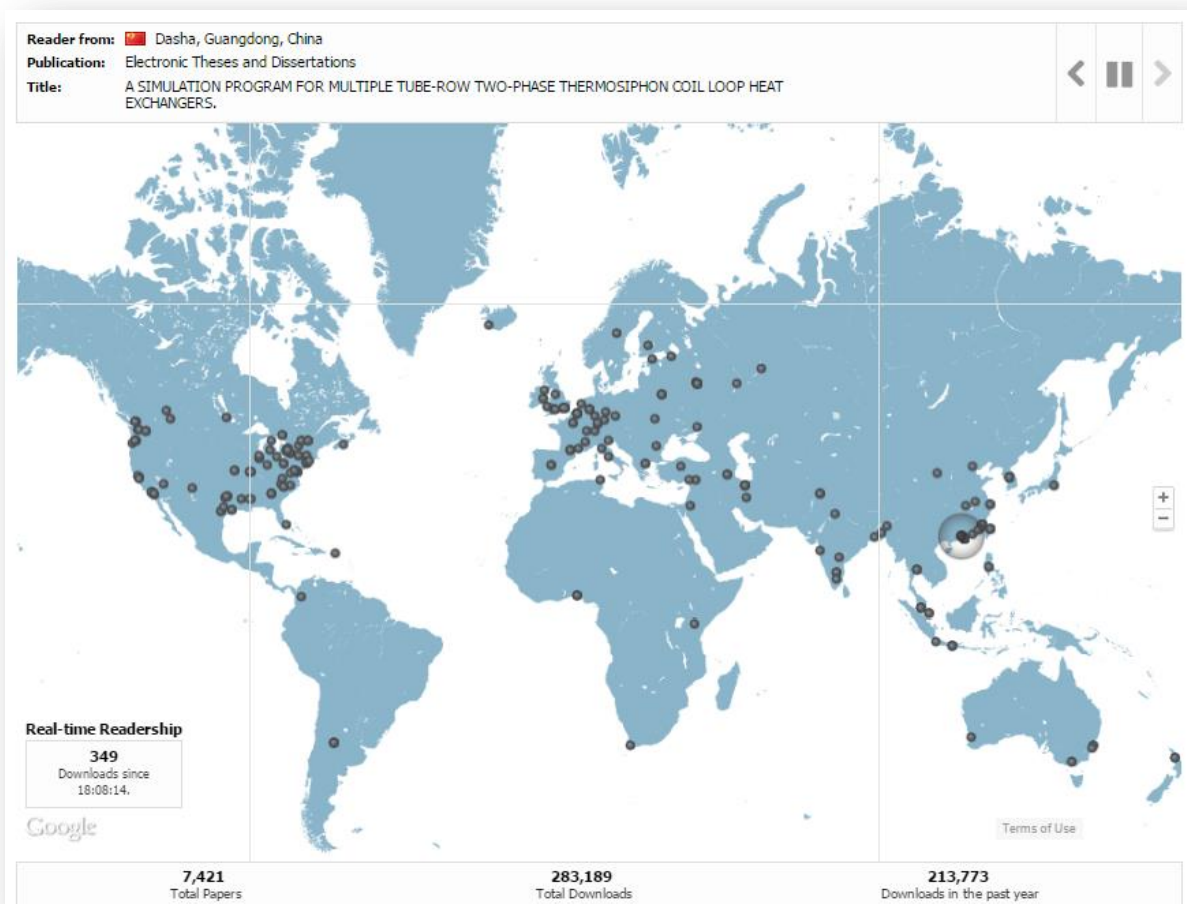 Reader from: Dasha, Guangdong, China
Publication: Electronic Theses and Dissertations
Title: A SIMULATION PROGRAM FOR MULTIPLE TUBE-ROW TWO-PHASE THERMOSIPHON COIL LOOP HEAT
EXCHANGERS.
+
−
Real-time Readership
349
Downloads since
18:08:14.
Google
Terms of Use
7,421
Total Papers
283,189
Total Downloads
213,773
Downloads in the past year